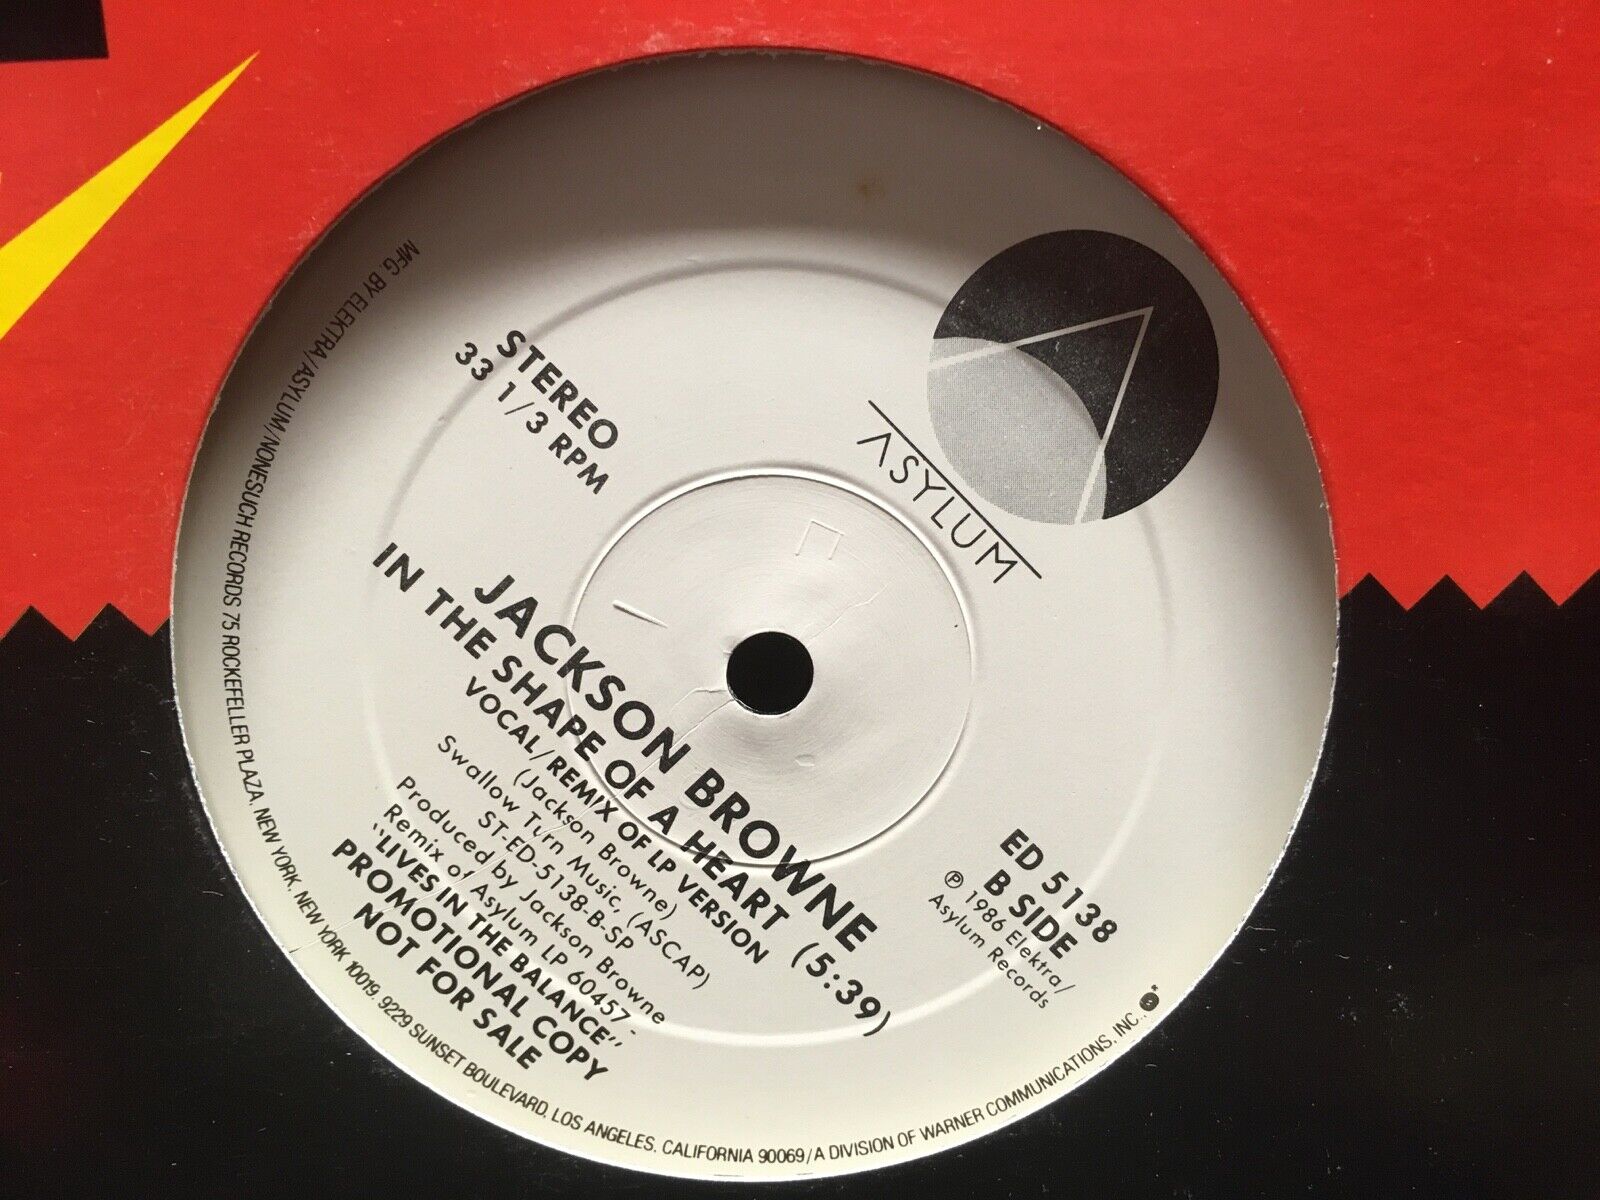 ASYLUM
STEREO
33 1/3 RPM
ED 5138
B SIDE
℗ 1986 Elektra/
Asylum Records
JACKSON BROWNE
IN THE SHAPE OF A HEART (5:39)
VOCAL/REMIX OF LP VERSION
(Jackson Browne)
Swallow Turn Music, (ASCAP)
ST-ED-5138-B-SP
Produced by Jackson Browne
Remix of Asylum LP 60457 -
"LIVES IN THE BALANCE"
PROMOTIONAL COPY
NOT FOR SALE
MFG. BY ELEKTRA/ASYLUM/NONESUCH RECORDS 75 ROCKEFELLER PLAZA, NEW YORK, NEW YORK 10019, 9229 SUNSET BOULEVARD, LOS ANGELES, CALIFORNIA 90069/A DIVISION OF WARNER COMMUNICATIONS, INC.